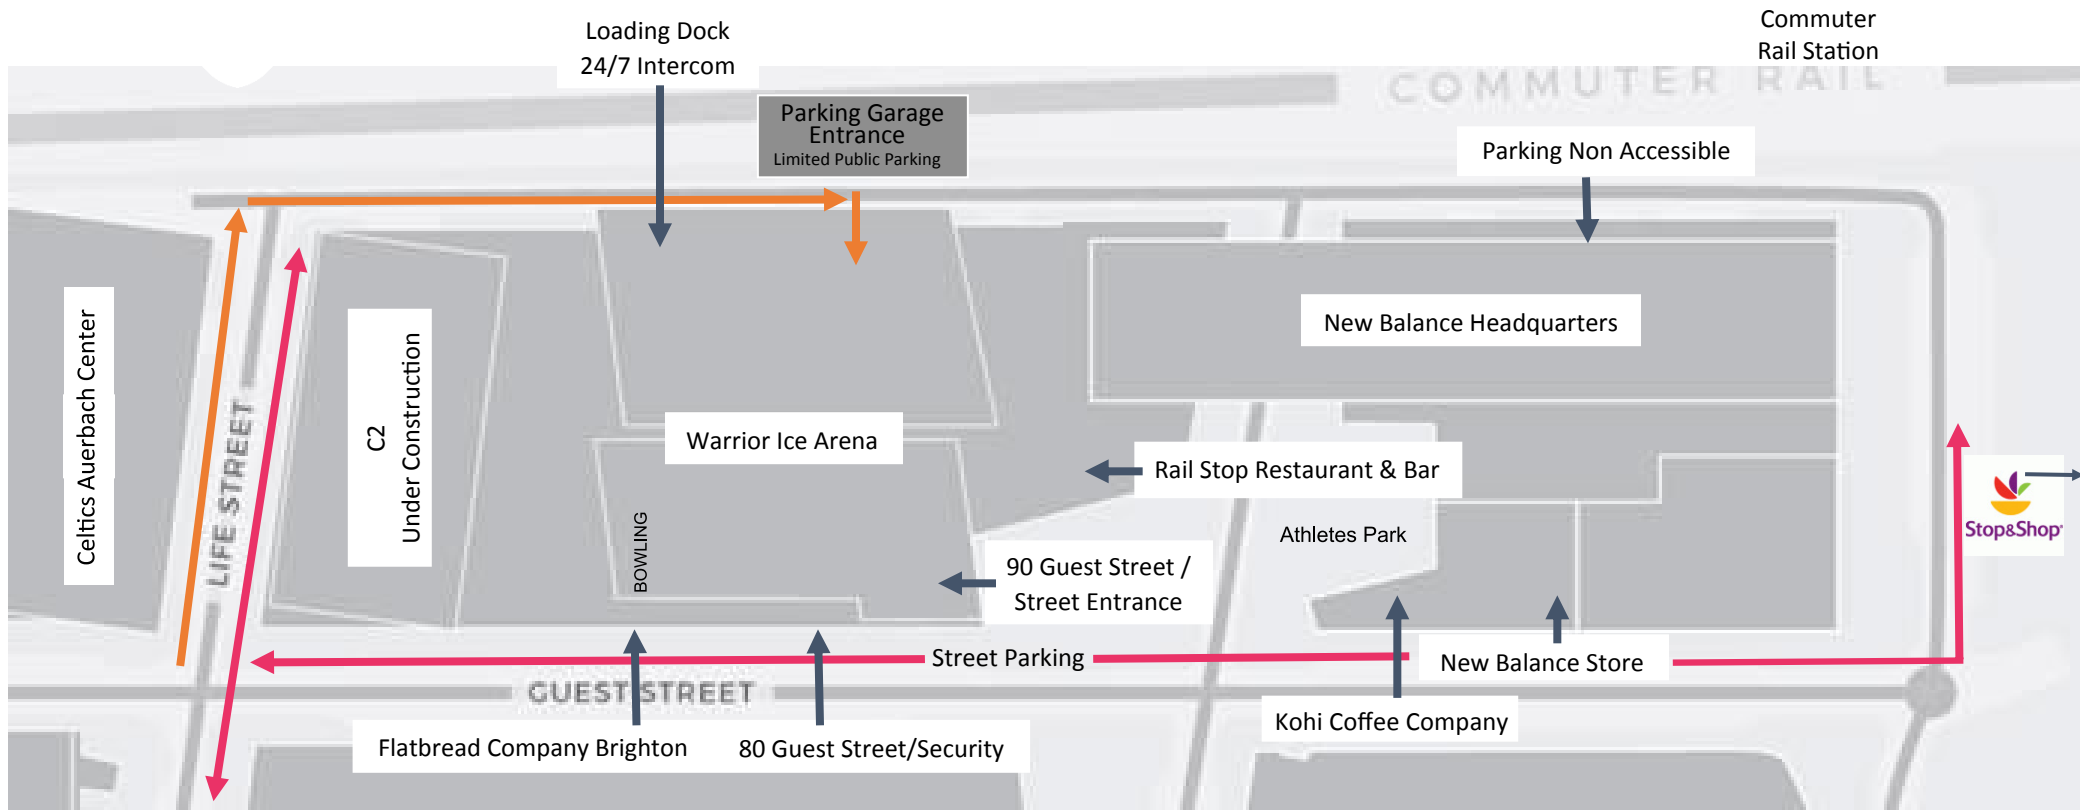 Loading Dock
24/7 Intercom
Commuter
Rail Station
COMMUTER RAIL
Parking Garage
Entrance
Limited Public Parking
Parking Non Accessible
Celtics Auerbach Center
LIFE STREET
C2
Under Construction
New Balance Headquarters
Warrior Ice Arena
Rail Stop Restaurant & Bar
BOWLING
Athletes Park
Stop&Shop
90 Guest Street /
Street Entrance
Street Parking
New Balance Store
GUEST STREET
Kohi Coffee Company
Flatbread Company Brighton
80 Guest Street/Security